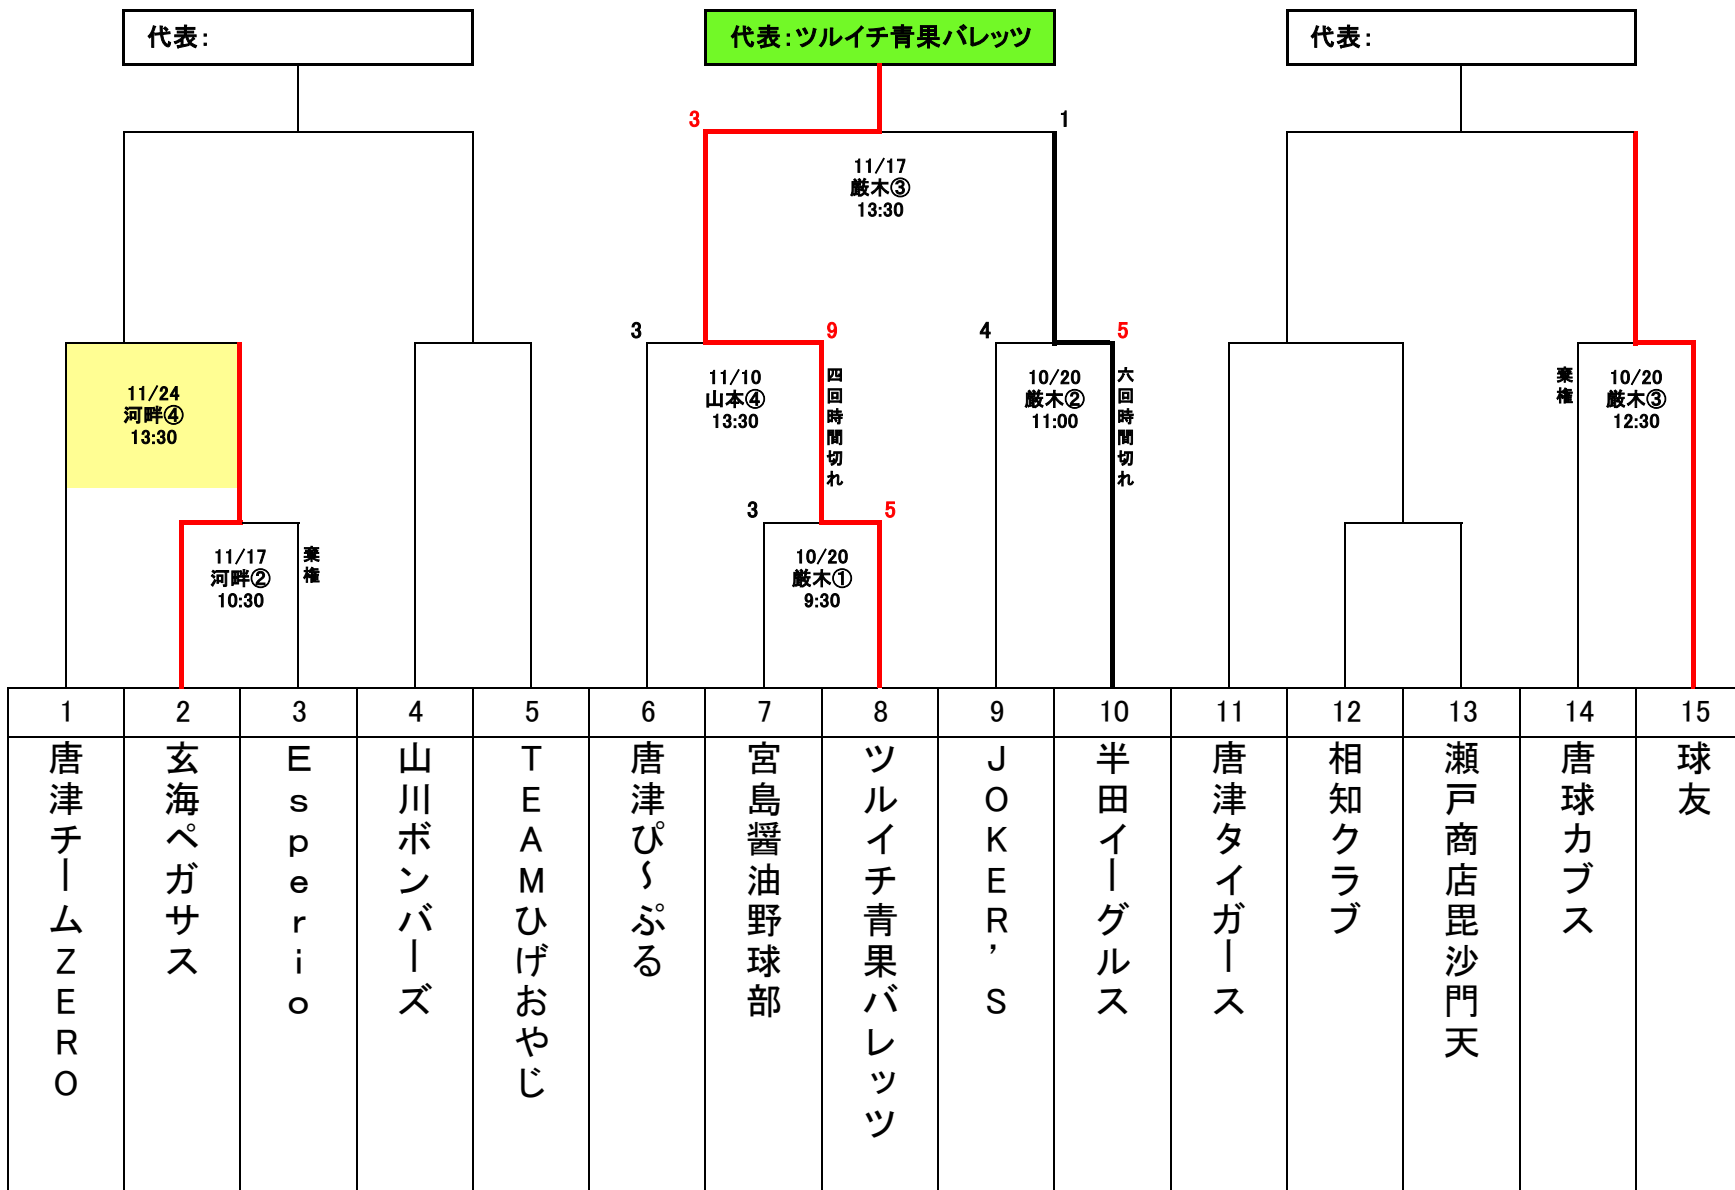 代表：
代表：ツルイチ青果バレッツ
代表：
3
1
11/17
厳木③
13:30
3
9
4
5
11/24
河畔④
13:30
11/10
山本④
13:30
四回時間切れ
10/20
厳木②
11:00
六回時間切れ
棄権
10/20
厳木③
12:30
3
5
11/17
河畔②
10:30
棄権
10/20
厳木①
9:30
1
2
3
4
5
6
7
8
9
10
11
12
13
14
15
唐津チームZERO
玄海ペガサス
Esperio
山川ボンバーズ
TEAMひげおやじ
唐津ぴ～ぷる
宮島醤油野球部
ツルイチ青果バレッツ
JOKER’S
半田イーグルス
唐津タイガース
相知クラブ
瀬戸商店毘沙門天
唐球カブス
球友